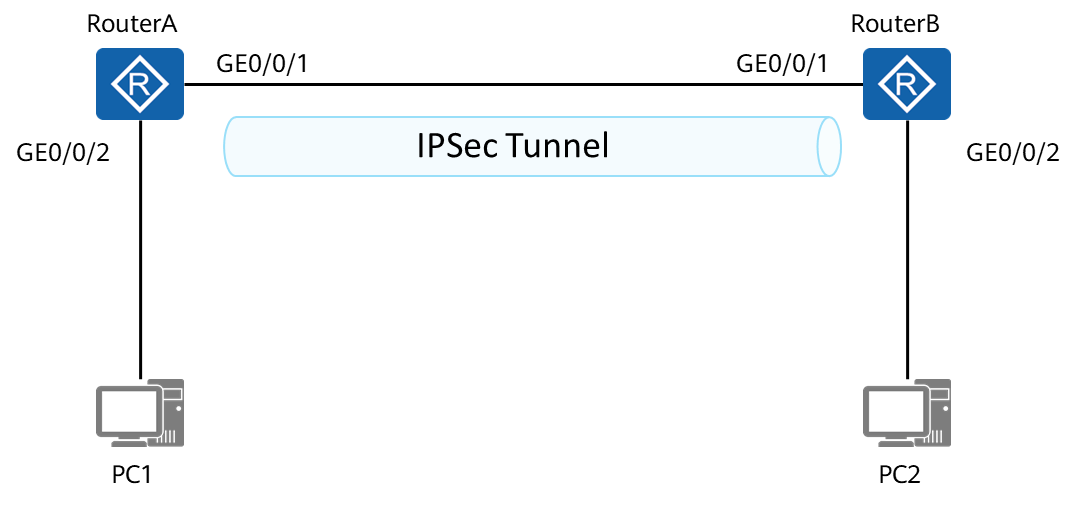 RouterA
RouterB
R
R
GE0/0/1
GE0/0/1
IPSec Tunnel
GE0/0/2
GE0/0/2
PC1
PC2